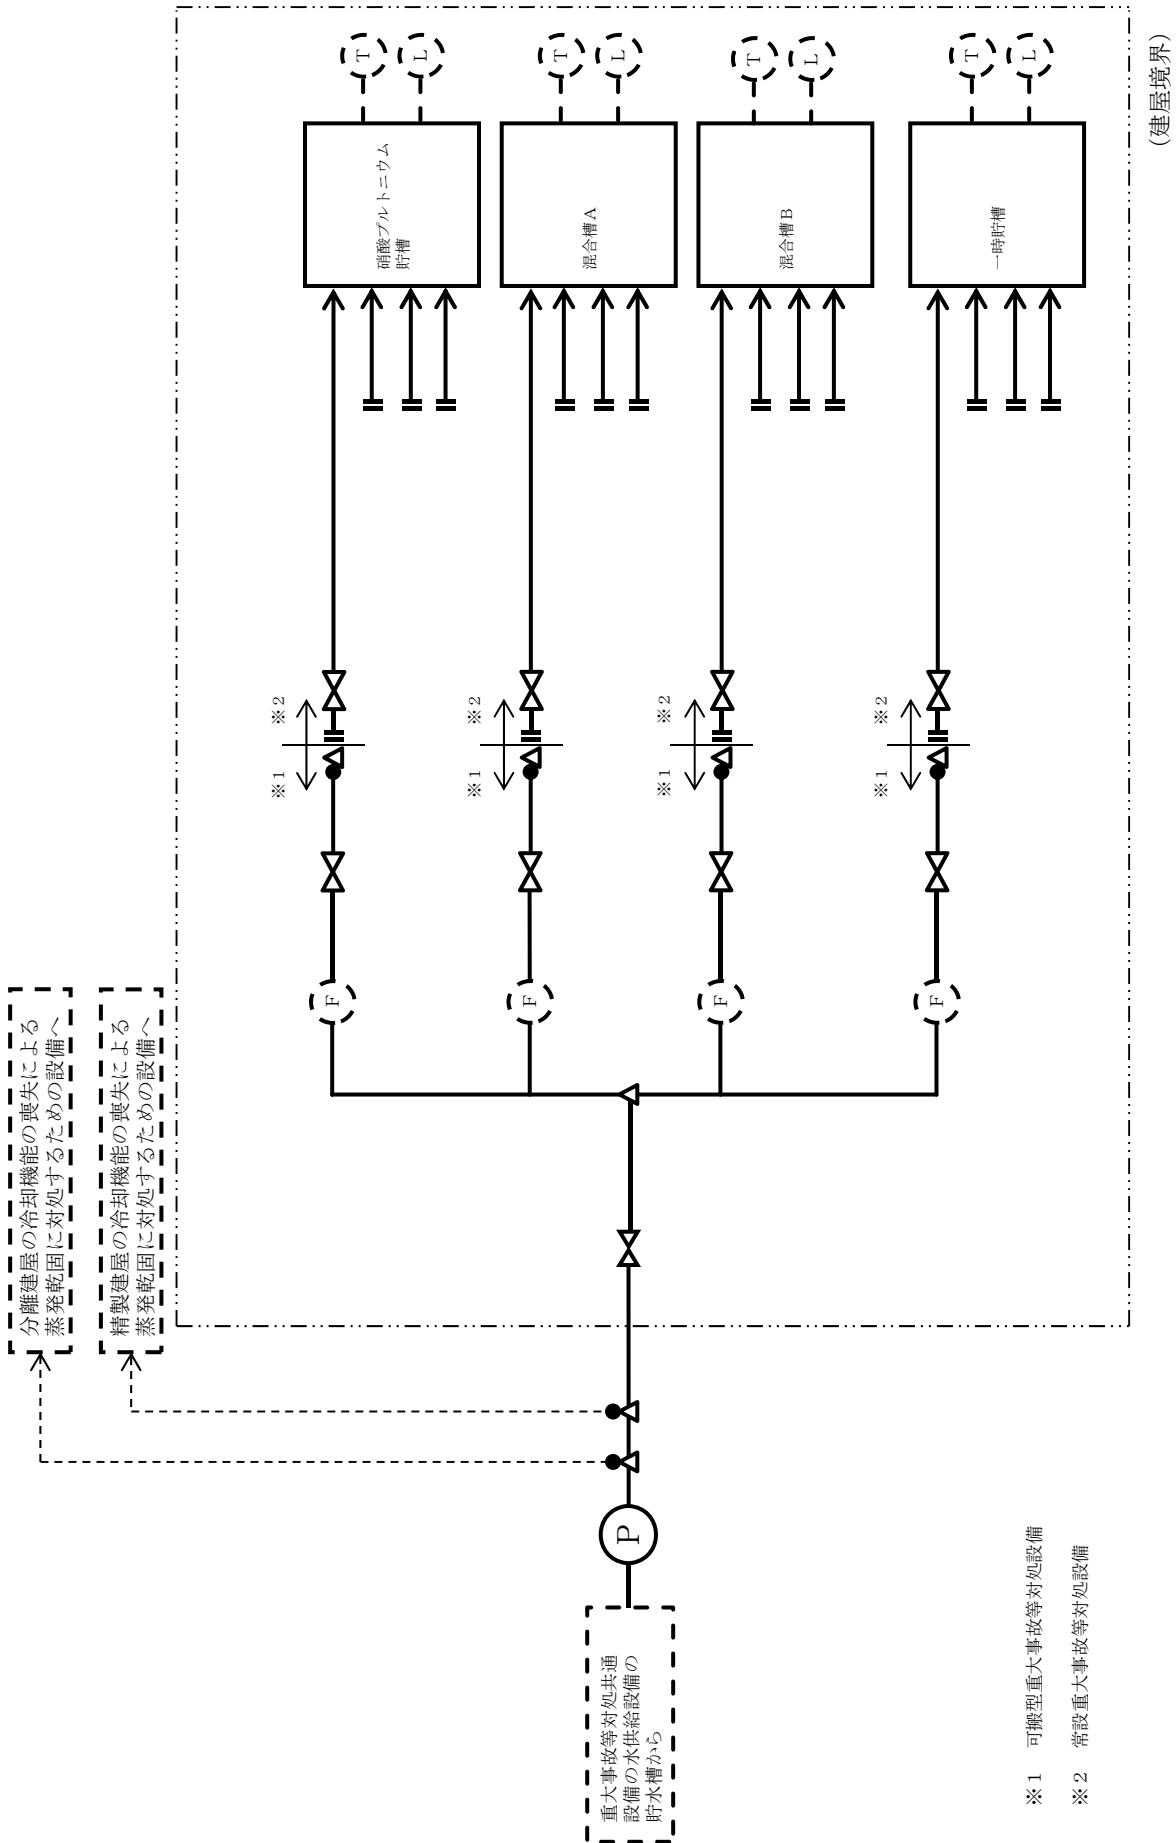 分離建屋の冷却機能の喪失による
蒸発乾固に対処するための設備へ
精製建屋の冷却機能の喪失による
蒸発乾固に対処するための設備へ
重大事故等対処共通
設備の水供給設備の
貯水槽から
P
F
※1
※2
硝酸プルトニウム
貯槽
T
L
F
※1
※2
混合槽A
T
L
F
※1
※2
混合槽B
T
L
F
※1
※2
一時貯槽
T
L
(建屋境界)
※1 可搬型重大事故等対処設備
※2 常設重大事故等対処設備